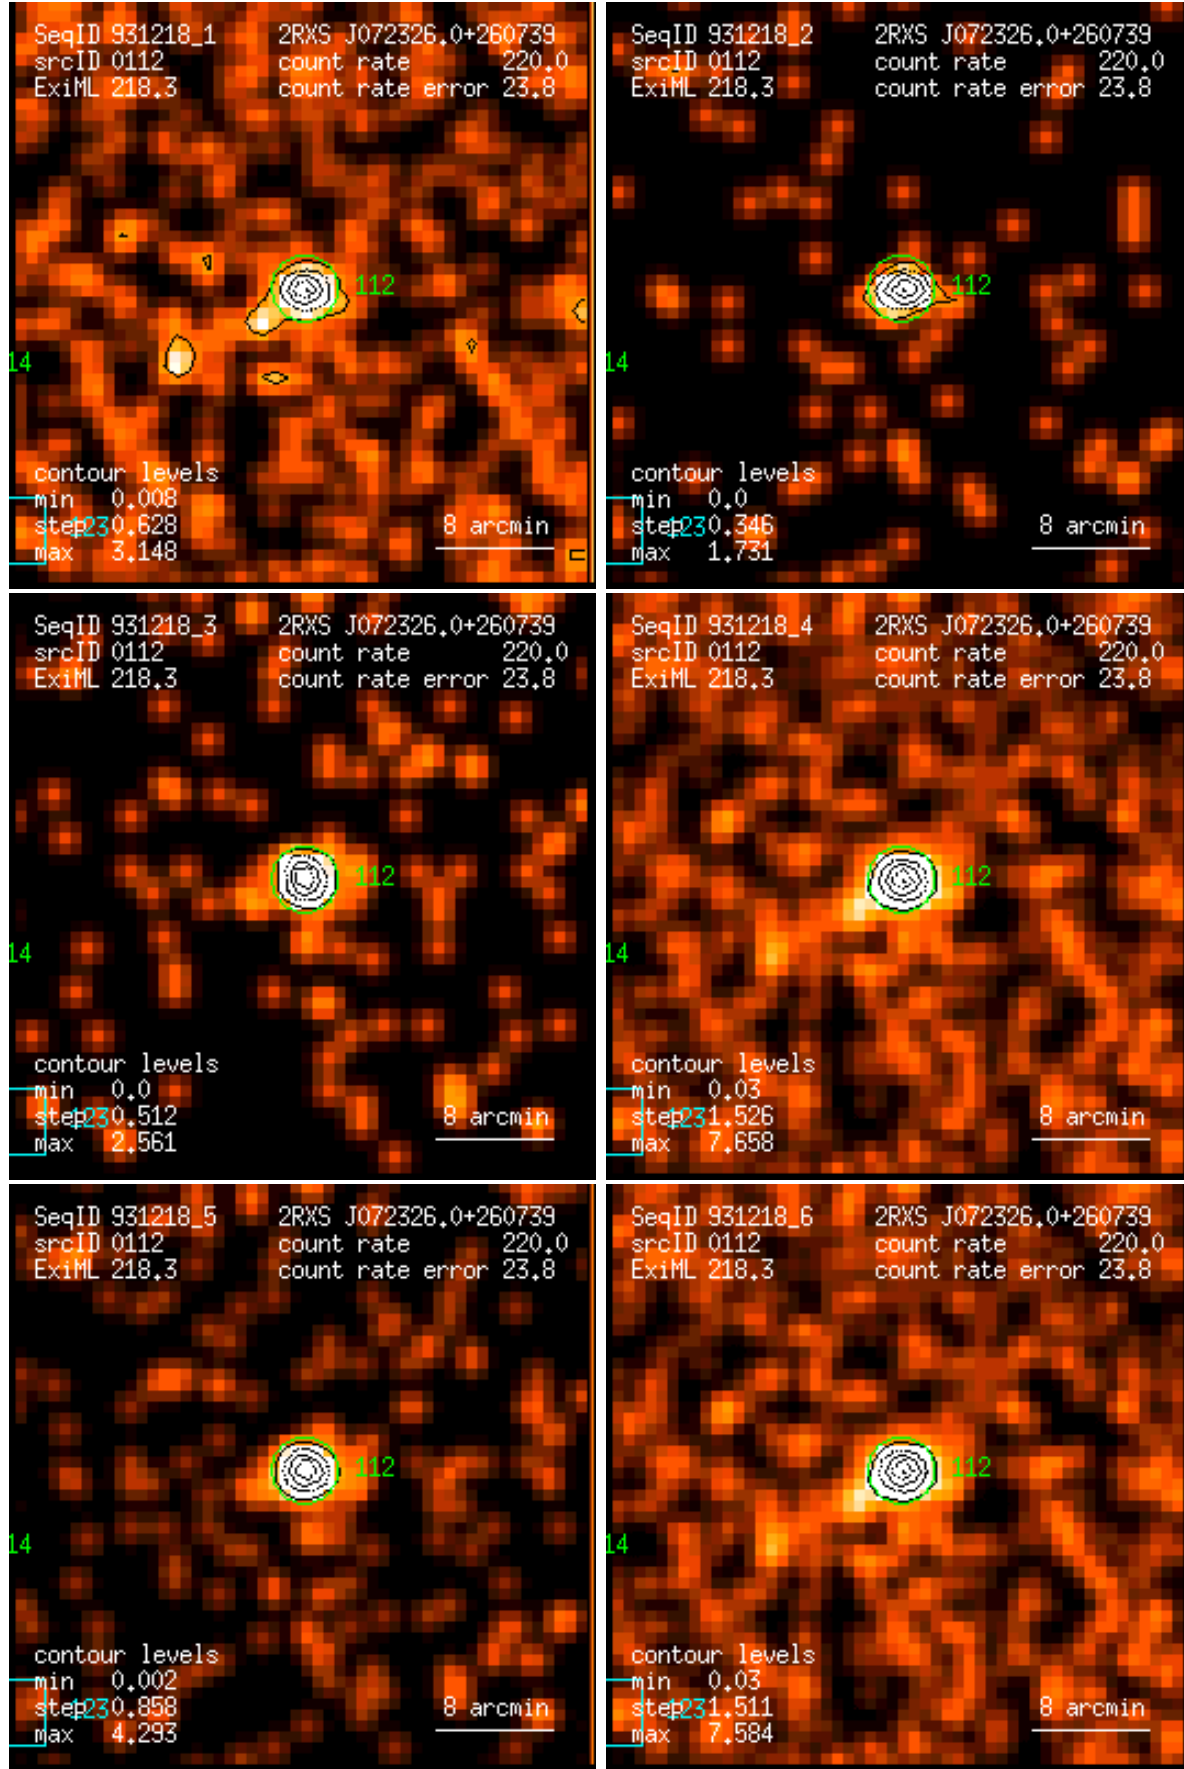 SeqID 931218_1 2RXS J072326.0+260739
srcID 0112 count rate 220.0
ExiML 218.3 count rate error 23.8
112
14
contour levels
min 0.008
step 0.628
123
max 3.148
8 arcmin
SeqID 931218_2 2RXS J072326.0+260739
srcID 0112 count rate 220.0
ExiML 218.3 count rate error 23.8
112
14
contour levels
min 0.0
step 0.346
123
max 1.731
8 arcmin
SeqID 931218_3 2RXS J072326.0+260739
srcID 0112 count rate 220.0
ExiML 218.3 count rate error 23.8
112
14
contour levels
min 0.0
step 0.512
123
max 2.561
8 arcmin
SeqID 931218_4 2RXS J072326.0+260739
srcID 0112 count rate 220.0
ExiML 218.3 count rate error 23.8
112
14
contour levels
min 0.03
step 1.526
123
max 7.658
8 arcmin
SeqID 931218_5 2RXS J072326.0+260739
srcID 0112 count rate 220.0
ExiML 218.3 count rate error 23.8
112
14
contour levels
min 0.002
step 0.858
123
max 4.293
8 arcmin
SeqID 931218_6 2RXS J072326.0+260739
srcID 0112 count rate 220.0
ExiML 218.3 count rate error 23.8
112
14
contour levels
min 0.03
step 1.511
123
max 7.584
8 arcmin